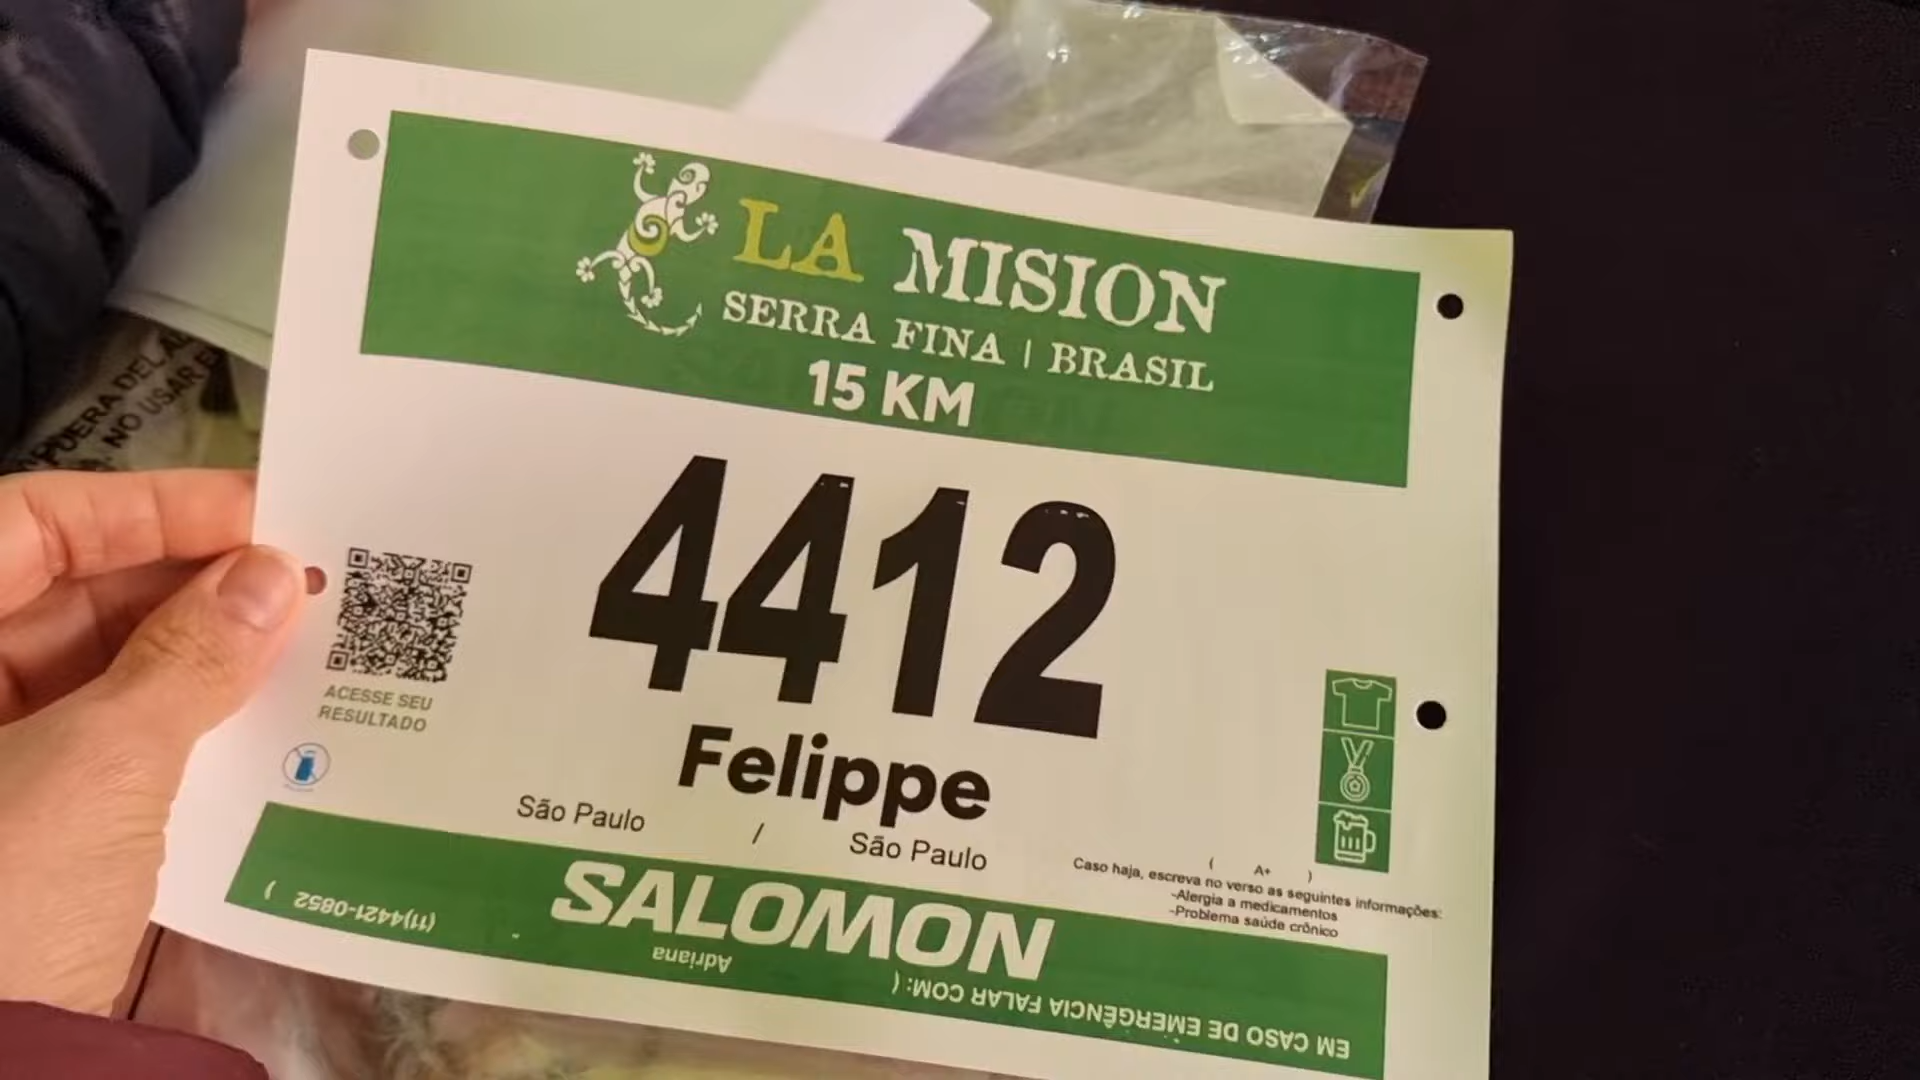 LA MISION
SERRA FINA | BRASIL
15 KM
4412
Felippe
São Paulo / São Paulo
ACESSE SEU
RESULTADO
( A+ )
Caso haja, escreva no verso as seguintes informações:
-Alergia a medicamentos
-Problema saúde crônico
SALOMON
EM CASO DE EMERGÊNCIA FALAR COM: (
Adriana
(11)4421-0852 )
NO USAR